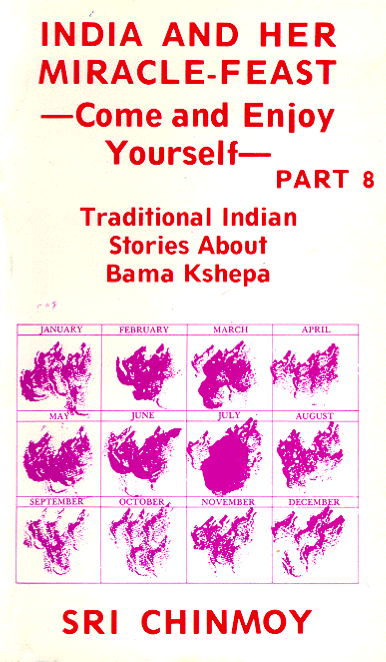 INDIA AND HER
MIRACLE-FEAST
—Come and Enjoy
Yourself—
PART 8
Traditional Indian
Stories About
Bama Kshepa
JANUARY FEBRUARY MARCH APRIL
MAY JUNE JULY AUGUST
SEPTEMBER OCTOBER NOVEMBER DECEMBER
SRI CHINMOY